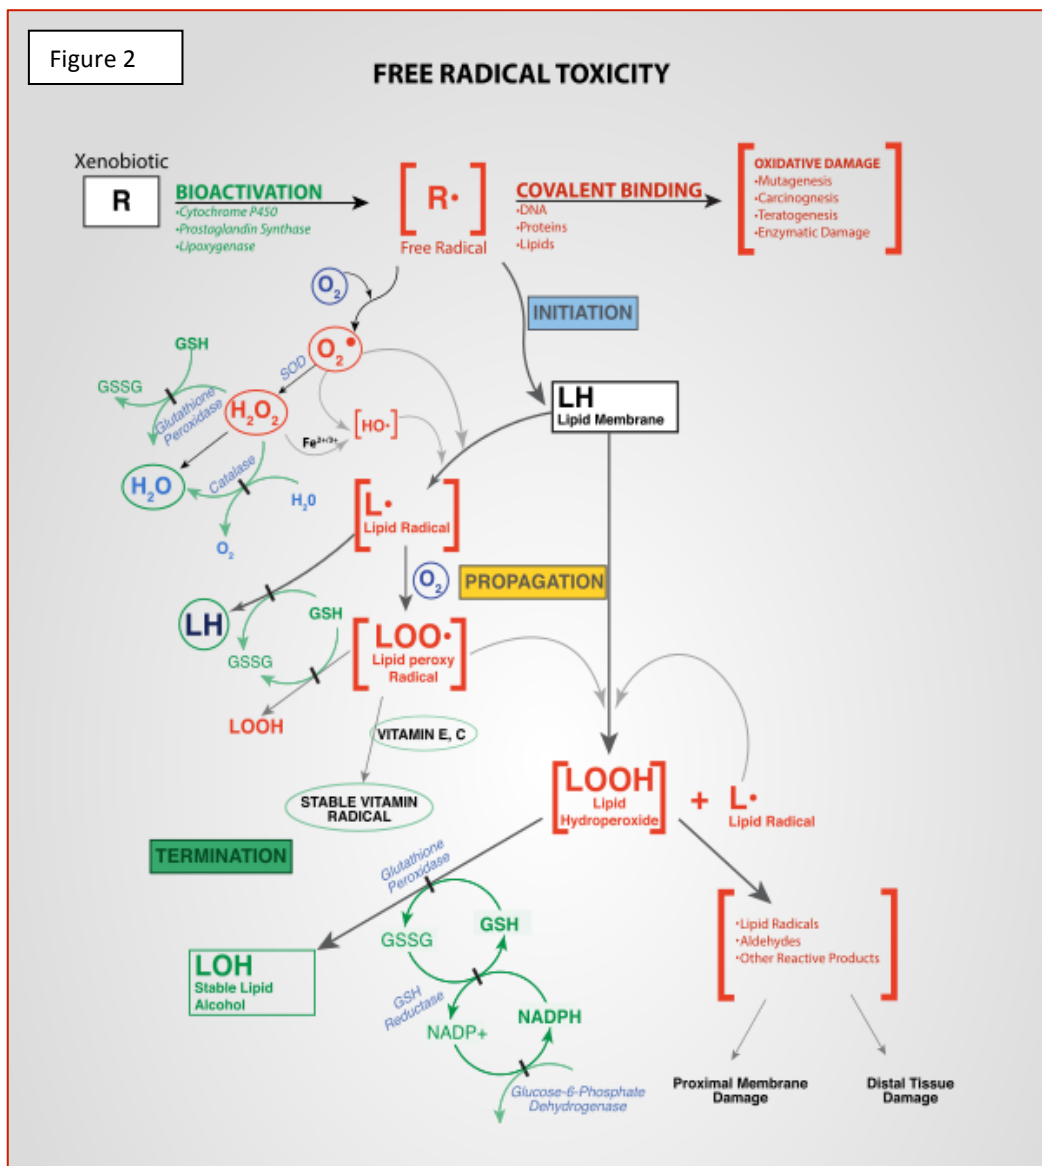 Figure 2
FREE RADICAL TOXICITY
Xenobiotic
R
BIOACTIVATION
•Cytochrome P450
•Prostaglandin Synthase
•Lipoxygenase
R•
Free Radical
COVALENT BINDING
•DNA
•Proteins
•Lipids
OXIDATIVE DAMAGE
•Mutagenesis
•Carcinognesis
•Teratogenesis
•Enzymatic Damage
O₂
INITIATION
O₂•
SOD
GSH
GSSG
Glutathione
Peroxidase
H₂O₂
Fe²⁺/³⁺
[HO•]
LH
Lipid Membrane
H₂O
Catalase
H₂0
O₂
L•
Lipid Radical
O₂
PROPAGATION
LH
GSH
GSSG
LOO•
Lipid peroxy
Radical
LOOH
VITAMIN E, C
STABLE VITAMIN
RADICAL
LOOH
Lipid
Hydroperoxide
+
L•
Lipid Radical
TERMINATION
Glutathione
Peroxidase
GSH
GSSG
LOH
Stable Lipid
Alcohol
GSH
Reductase
NADP+
NADPH
Glucose-6-Phosphate
Dehydrogenase
•Lipid Radicals
•Aldehydes
•Other Reactive Products
Proximal Membrane
Damage
Distal Tissue
Damage